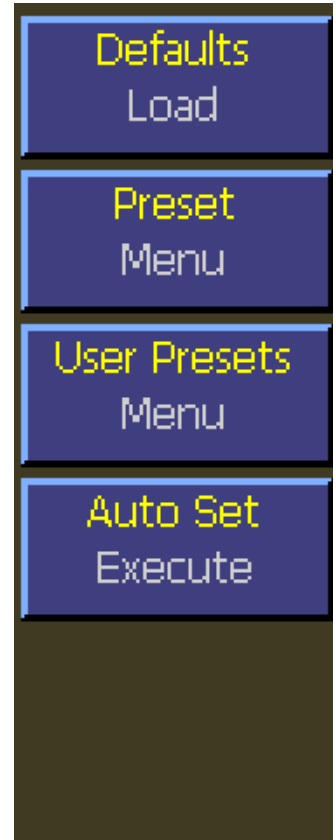 Defaults
Load
Preset
Menu
User Presets
Menu
Auto Set
Execute